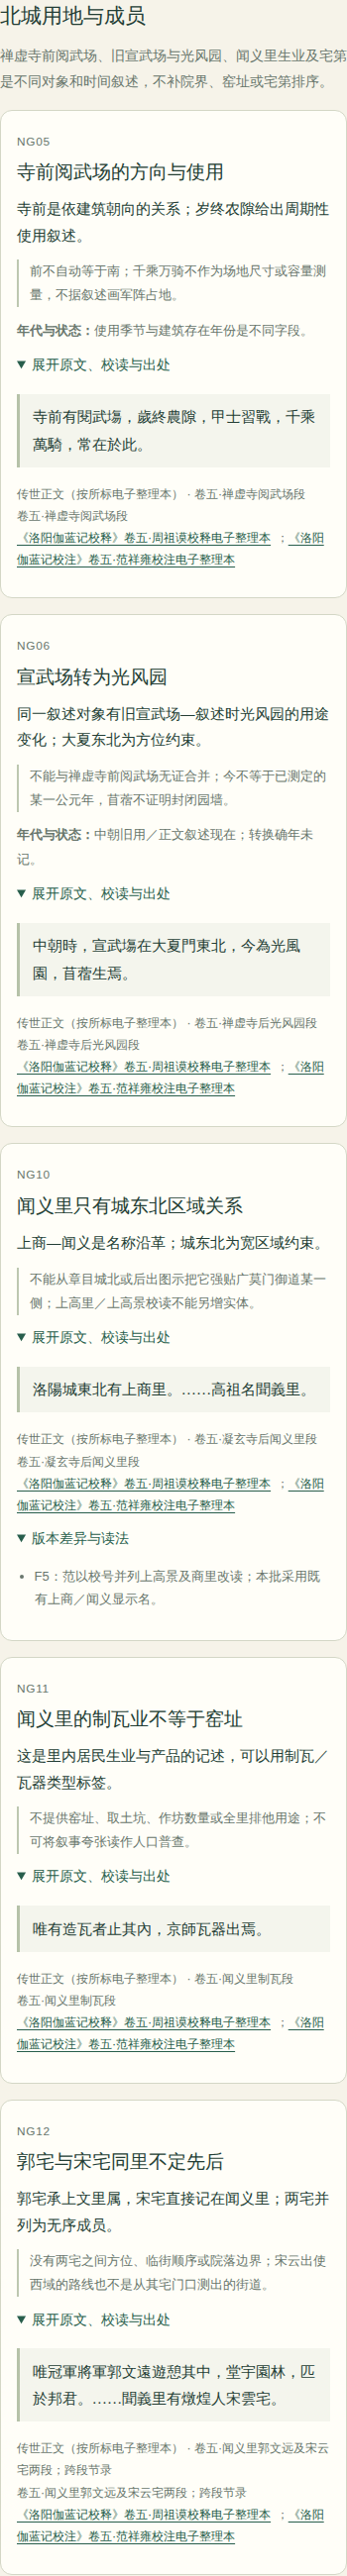 北城用地与成员
禅虚寺前阅武场、旧宣武场与光风园、闻义里生业及宅第
是不同对象和时间叙述，不补院界、窑址或宅第排序。
NG05
寺前阅武场的方向与使用
寺前是依建筑朝向的关系；岁终农隙给出周期性
使用叙述。
前不自动等于南；千乘万骑不作为场地尺寸或容量测
量，不据叙述画军阵占地。
年代与状态：使用季节与建筑存在年份是不同字段。
▼ 展开原文、校读与出处
寺前有閱武塲，歲終農隙，甲士習戰，千乘
萬騎，常在於此。
传世正文（按所标电子整理本） · 卷五·禅虚寺前阅武场段
卷五·禅虚寺前阅武场段
《洛阳伽蓝记校释》卷五·周祖谟校释电子整理本 ；《洛阳
伽蓝记校注》卷五·范祥雍校注电子整理本
NG06
宣武场转为光风园
同一叙述对象有旧宣武场—叙述时光风园的用途
变化；大夏东北为方位约束。
不能与禅虚寺前阅武场无证合并；今不等于已测定的
某一公元年，苜蓿不证明封闭园墙。
年代与状态：中朝旧用／正文叙述现在；转换确年未
记。
▼ 展开原文、校读与出处
中朝時，宣武塲在大夏門東北，今為光風
園，苜蓿生焉。
传世正文（按所标电子整理本） · 卷五·禅虚寺后光风园段
卷五·禅虚寺后光风园段
《洛阳伽蓝记校释》卷五·周祖谟校释电子整理本 ；《洛阳
伽蓝记校注》卷五·范祥雍校注电子整理本
NG10
闻义里只有城东北区域关系
上商—闻义是名称沿革；城东北为宽区域约束。
不能从章目城北或后出图示把它强贴广莫门御道某一
侧；上高里／上高景校读不能另增实体。
▼ 展开原文、校读与出处
洛陽城東北有上商里。……高祖名聞義里。
传世正文（按所标电子整理本） · 卷五·凝玄寺后闻义里段
卷五·凝玄寺后闻义里段
《洛阳伽蓝记校释》卷五·周祖谟校释电子整理本 ；《洛阳
伽蓝记校注》卷五·范祥雍校注电子整理本
▼ 版本差异与读法
• F5：范以校号并列上高景及商里改读；本批采用既
有上商／闻义显示名。
NG11
闻义里的制瓦业不等于窑址
这是里内居民生业与产品的记述，可以用制瓦／
瓦器类型标签。
不提供窑址、取土坑、作坊数量或全里排他用途；不
可将叙事夸张读作人口普查。
▼ 展开原文、校读与出处
唯有造瓦者止其內，京師瓦器出焉。
传世正文（按所标电子整理本） · 卷五·闻义里制瓦段
卷五·闻义里制瓦段
《洛阳伽蓝记校释》卷五·周祖谟校释电子整理本 ；《洛阳
伽蓝记校注》卷五·范祥雍校注电子整理本
NG12
郭宅与宋宅同里不定先后
郭宅承上文里属，宋宅直接记在闻义里；两宅并
列为无序成员。
没有两宅之间方位、临街顺序或院落边界；宋云出使
西域的路线也不是从其宅门口测出的街道。
▼ 展开原文、校读与出处
唯冠軍將軍郭文遠遊憩其中，堂宇園林，匹
於邦君。……聞義里有燉煌人宋雲宅。
传世正文（按所标电子整理本） · 卷五·闻义里郭文远及宋云
宅两段；跨段节录
卷五·闻义里郭文远及宋云宅两段；跨段节录
《洛阳伽蓝记校释》卷五·周祖谟校释电子整理本 ；《洛阳
伽蓝记校注》卷五·范祥雍校注电子整理本